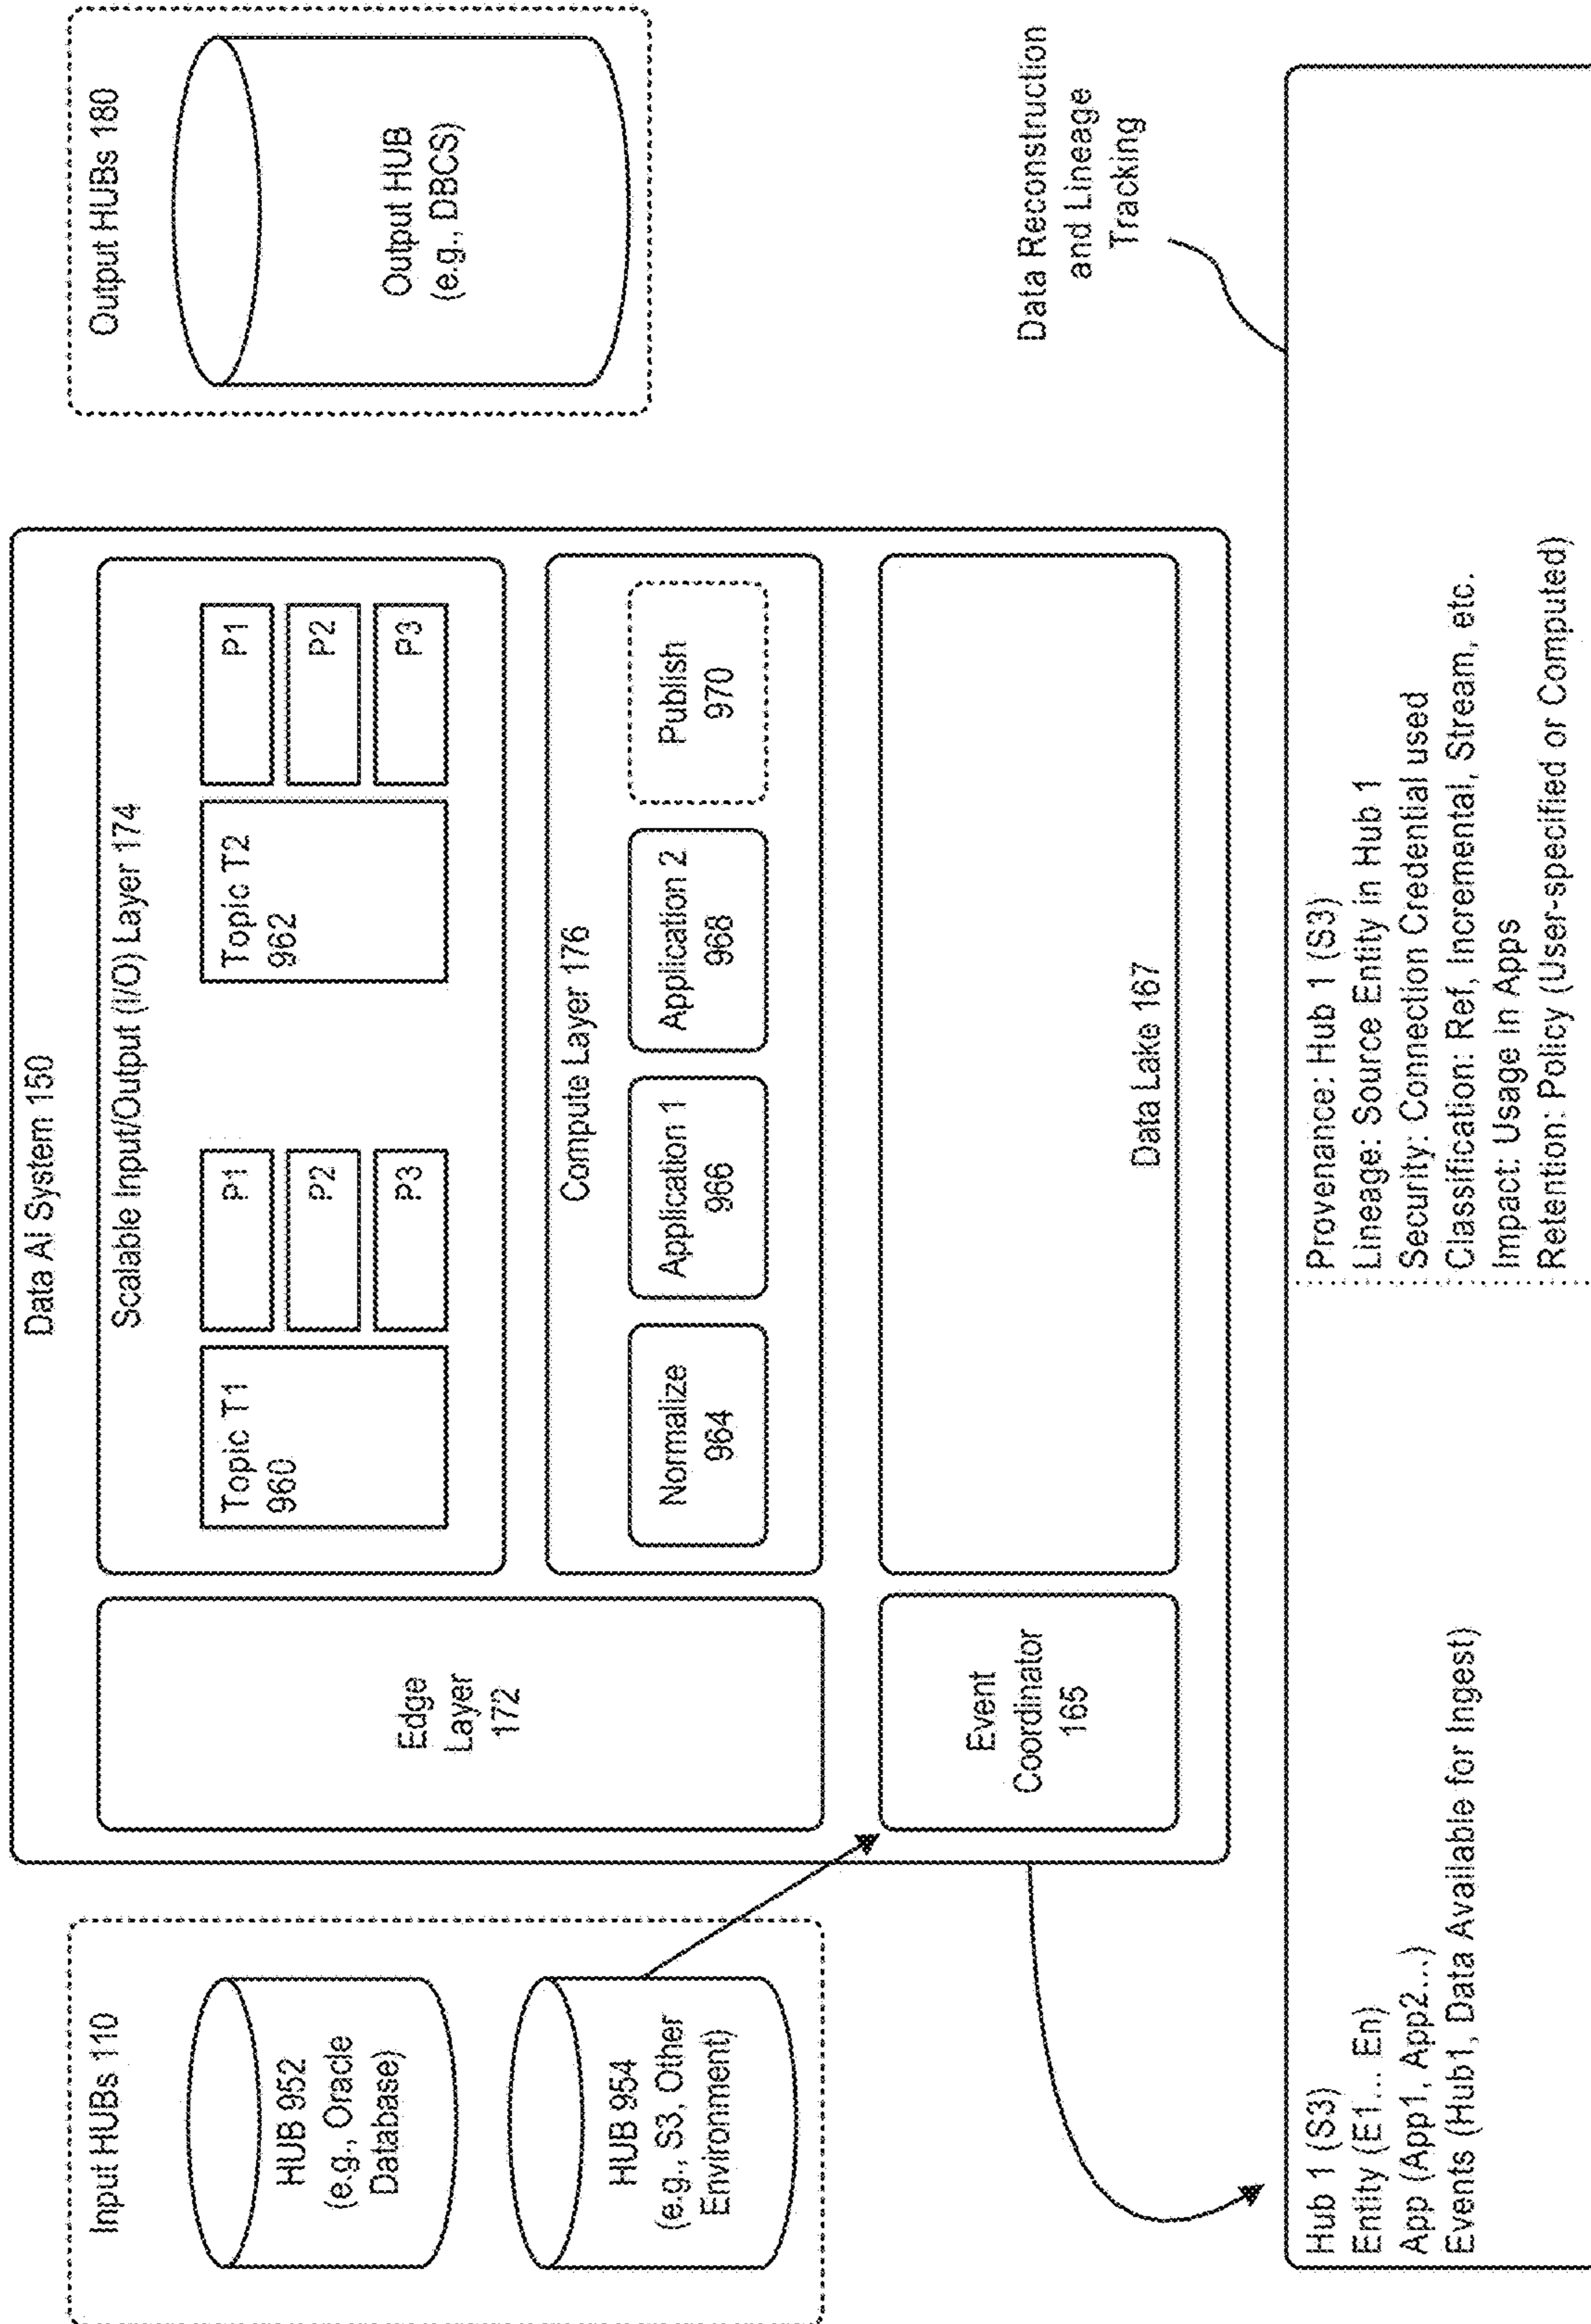 Input HUBs 110
HUB 952
(e.g., Oracle
Database)
HUB 954
(e.g., S3, Other
Environment)
Data AI System 150
Edge
Layer
172
Scalable Input/Output (I/O) Layer 174
Topic T1
960
P1
P2
P3
Topic T2
962
P1
P2
P3
Compute Layer 176
Normalize
964
Application 1
966
Application 2
968
Publish
970
Event
Coordinator
165
Data Lake 167
Output HUBs 180
Output HUB
(e.g., DBCS)
Data Reconstruction
and Lineage
Tracking
Hub 1 (S3)
Entity (E1... En)
App (App1, App2...)
Events (Hub1, Data Available for Ingest)
Provenance: Hub 1 (S3)
Lineage: Source Entity in Hub 1
Security: Connection Credential used
Classification: Ref, Incremental, Stream, etc.
Impact: Usage in Apps
Retention: Policy (User-specified or Computed)